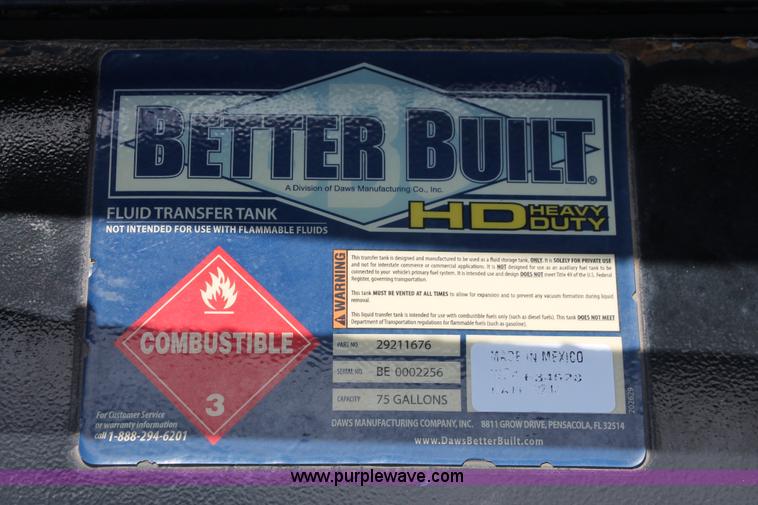 BETTER BUILT®
A Division of Daws Manufacturing Co., Inc.
HD HEAVY DUTY
FLUID TRANSFER TANK
NOT INTENDED FOR USE WITH FLAMMABLE FLUIDS
WARNING
This transfer tank is designed and manufactured to be used as a fluid storage tank, ONLY. It is SOLELY FOR PRIVATE USE
and not for interstate commerce or commercial applications. It is NOT designed for use as an auxiliary fuel tank to be
connected to your vehicle's primary fuel system. It is intended use and design DOES NOT meet Title 49 of the U.S. Federal
Register, governing transportation.
This tank MUST BE VENTED AT ALL TIMES to allow for expansion and to prevent any vacuum formation during liquid
removal.
This liquid transfer tank is intended for use with combustible fuels only (such as diesel fuels). This tank DOES NOT MEET
Department of Transportation regulations for flammable fuels (such as gasoline).
COMBUSTIBLE
3
PART NO 29211676
SERIAL NO BE 0002256
CAPACITY 75 GALLONS
MADE IN MEXICO
202629
For Customer Service
or warranty information
call 1-888-294-6201
DAWS MANUFACTURING COMPANY, INC. 8811 GROW DRIVE, PENSACOLA, FL 32514
www.DawsBetterBuilt.com
www.purplewave.com